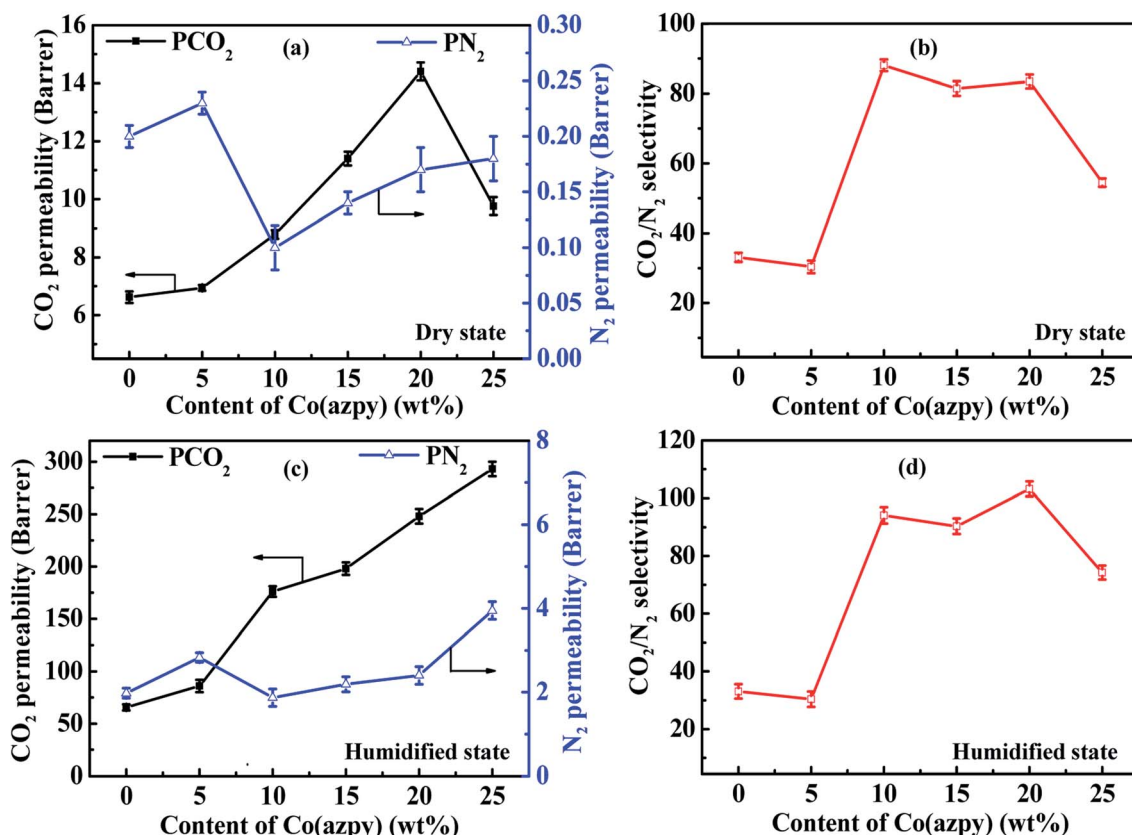 PCO₂
PN₂
(a)
CO₂ permeability (Barrer)
16
14
12
10
8
6
0.30
0.25
0.20
0.15
0.10
0.05
0.00
N₂ permeability (Barrer)
Dry state
0 5 10 15 20 25
Content of Co(azpy) (wt%)
(b)
CO₂/N₂ selectivity
100
80
60
40
20
Dry state
0 5 10 15 20 25
Content of Co(azpy) (wt%)
PCO₂
PN₂
(c)
CO₂ permeability (Barrer)
300
250
200
150
100
50
0
8
6
4
2
0
N₂ permeability (Barrer)
Humidified state
0 5 10 15 20 25
Content of Co(azpy) (wt%)
(d)
CO₂/N₂ selectivity
120
100
80
60
40
20
Humidified state
0 5 10 15 20 25
Content of Co(azpy) (wt%)